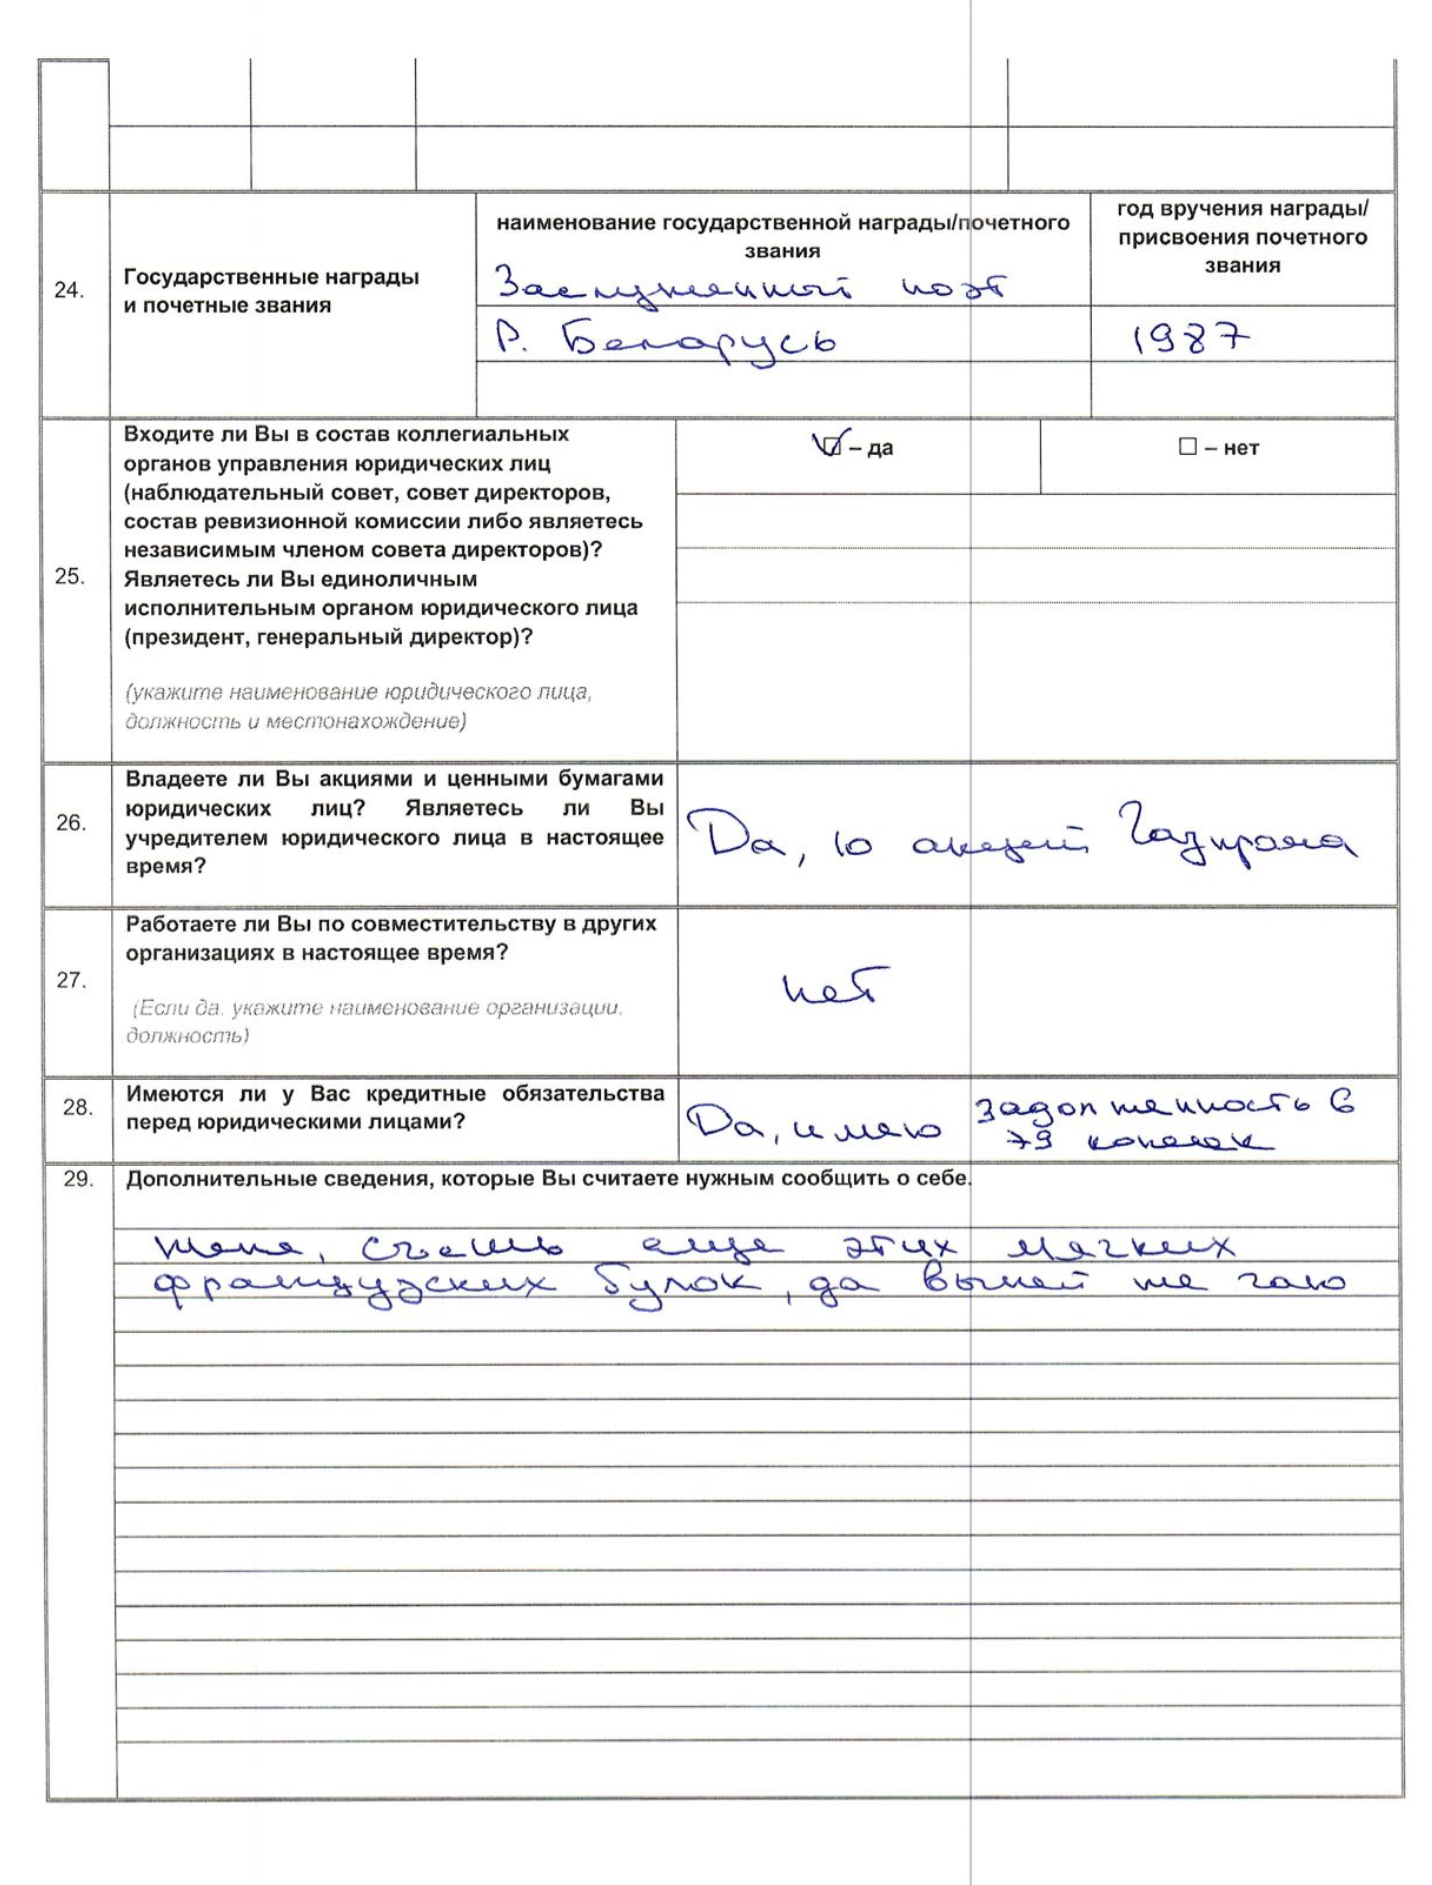 24.
Государственные награды
и почетные звания
наименование государственной награды/почетного
звания
год вручения награды/
присвоения почетного
звания
Заслуженный поэт
Р. Беларусь
1987
25.
Входите ли Вы в состав коллегиальных
органов управления юридических лиц
(наблюдательный совет, совет директоров,
состав ревизионной комиссии либо являетесь
независимым членом совета директоров)?
Являетесь ли Вы единоличным
исполнительным органом юридического лица
(президент, генеральный директор)?
(укажите наименование юридического лица,
должность и местонахождение)
☑ – да
☐ – нет
26.
Владеете ли Вы акциями и ценными бумагами
юридических лиц? Являетесь ли Вы
учредителем юридического лица в настоящее
время?
Да, 10 акций Газпрома
27.
Работаете ли Вы по совместительству в других
организациях в настоящее время?
(Если да, укажите наименование организации,
должность)
нет
28.
Имеются ли у Вас кредитные обязательства
перед юридическими лицами?
Да, имею задолженность в
79 копеек
29.
Дополнительные сведения, которые Вы считаете нужным сообщить о себе.
съешь еще этих мягких
французских булок, да выпей же чаю